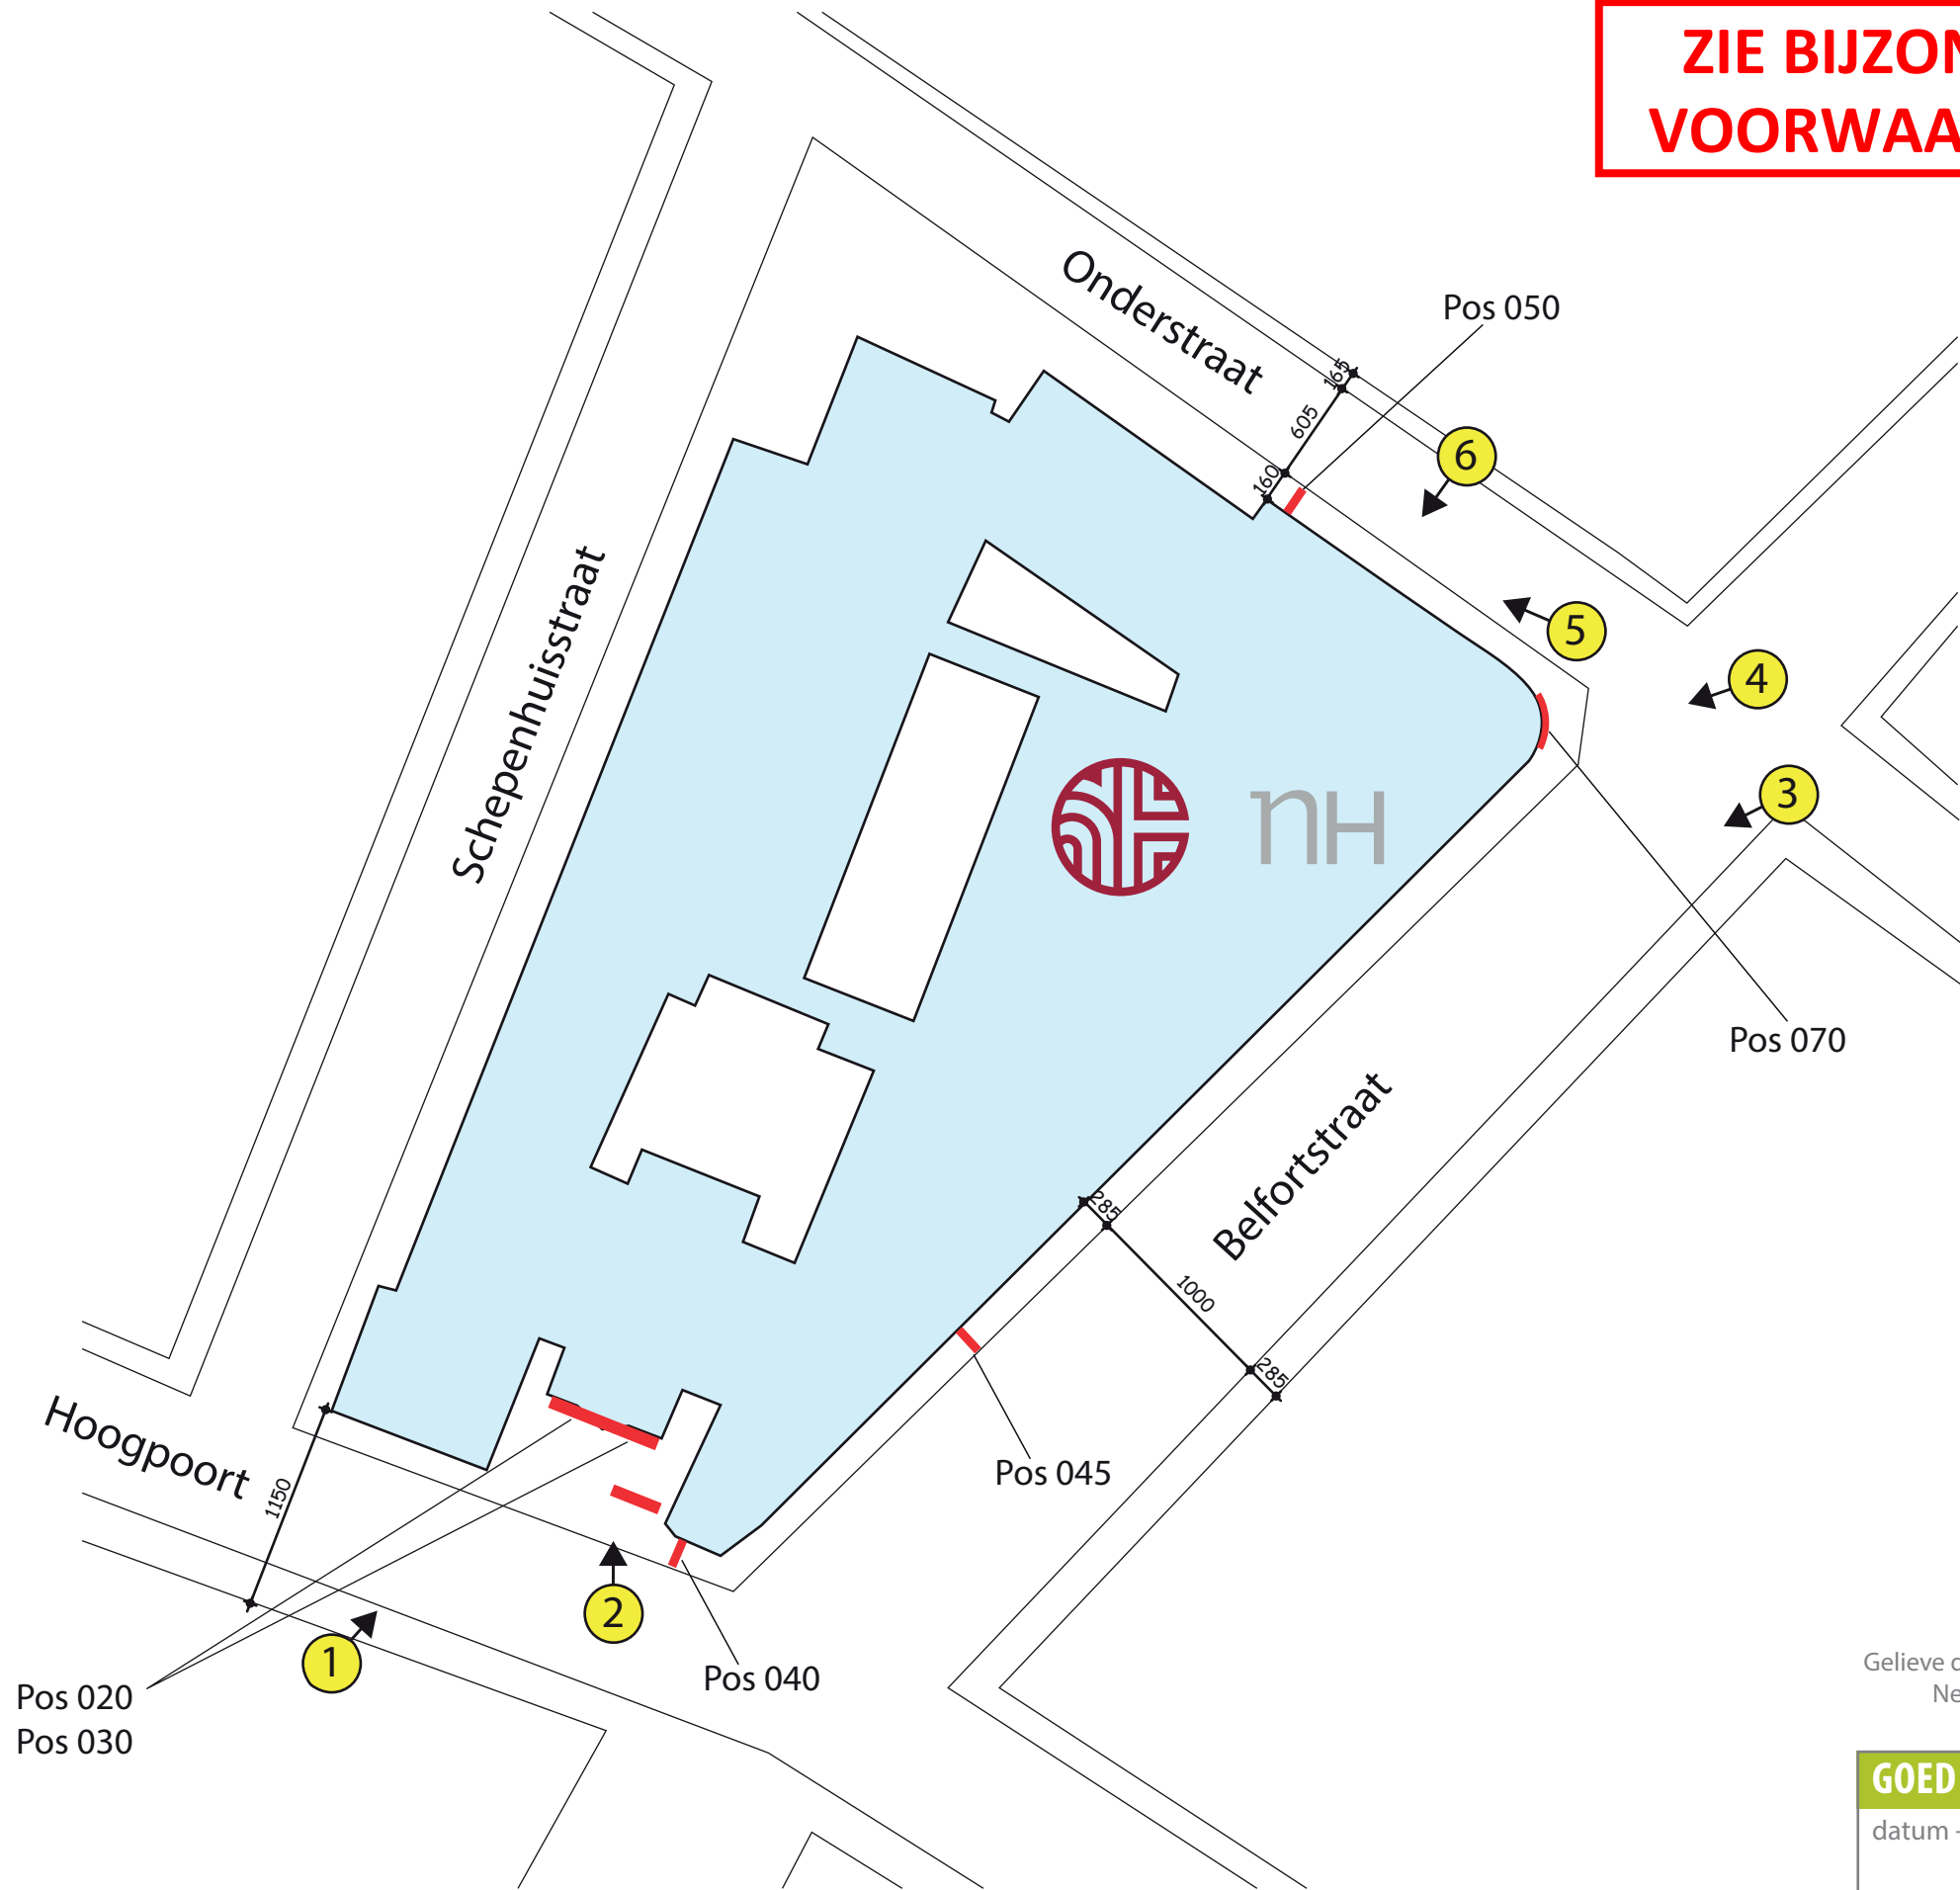 ZIE BIJZON
VOORWAA
Onderstraat
Pos 050
165
605
160
6
5
4
3
Schepenhuisstraat
nH
Pos 070
Belfortstraat
285
1000
285
Hoogpoort
1150
Pos 045
2
1
Pos 040
Pos 020
Pos 030
Gelieve
Ne
GOED
datum -